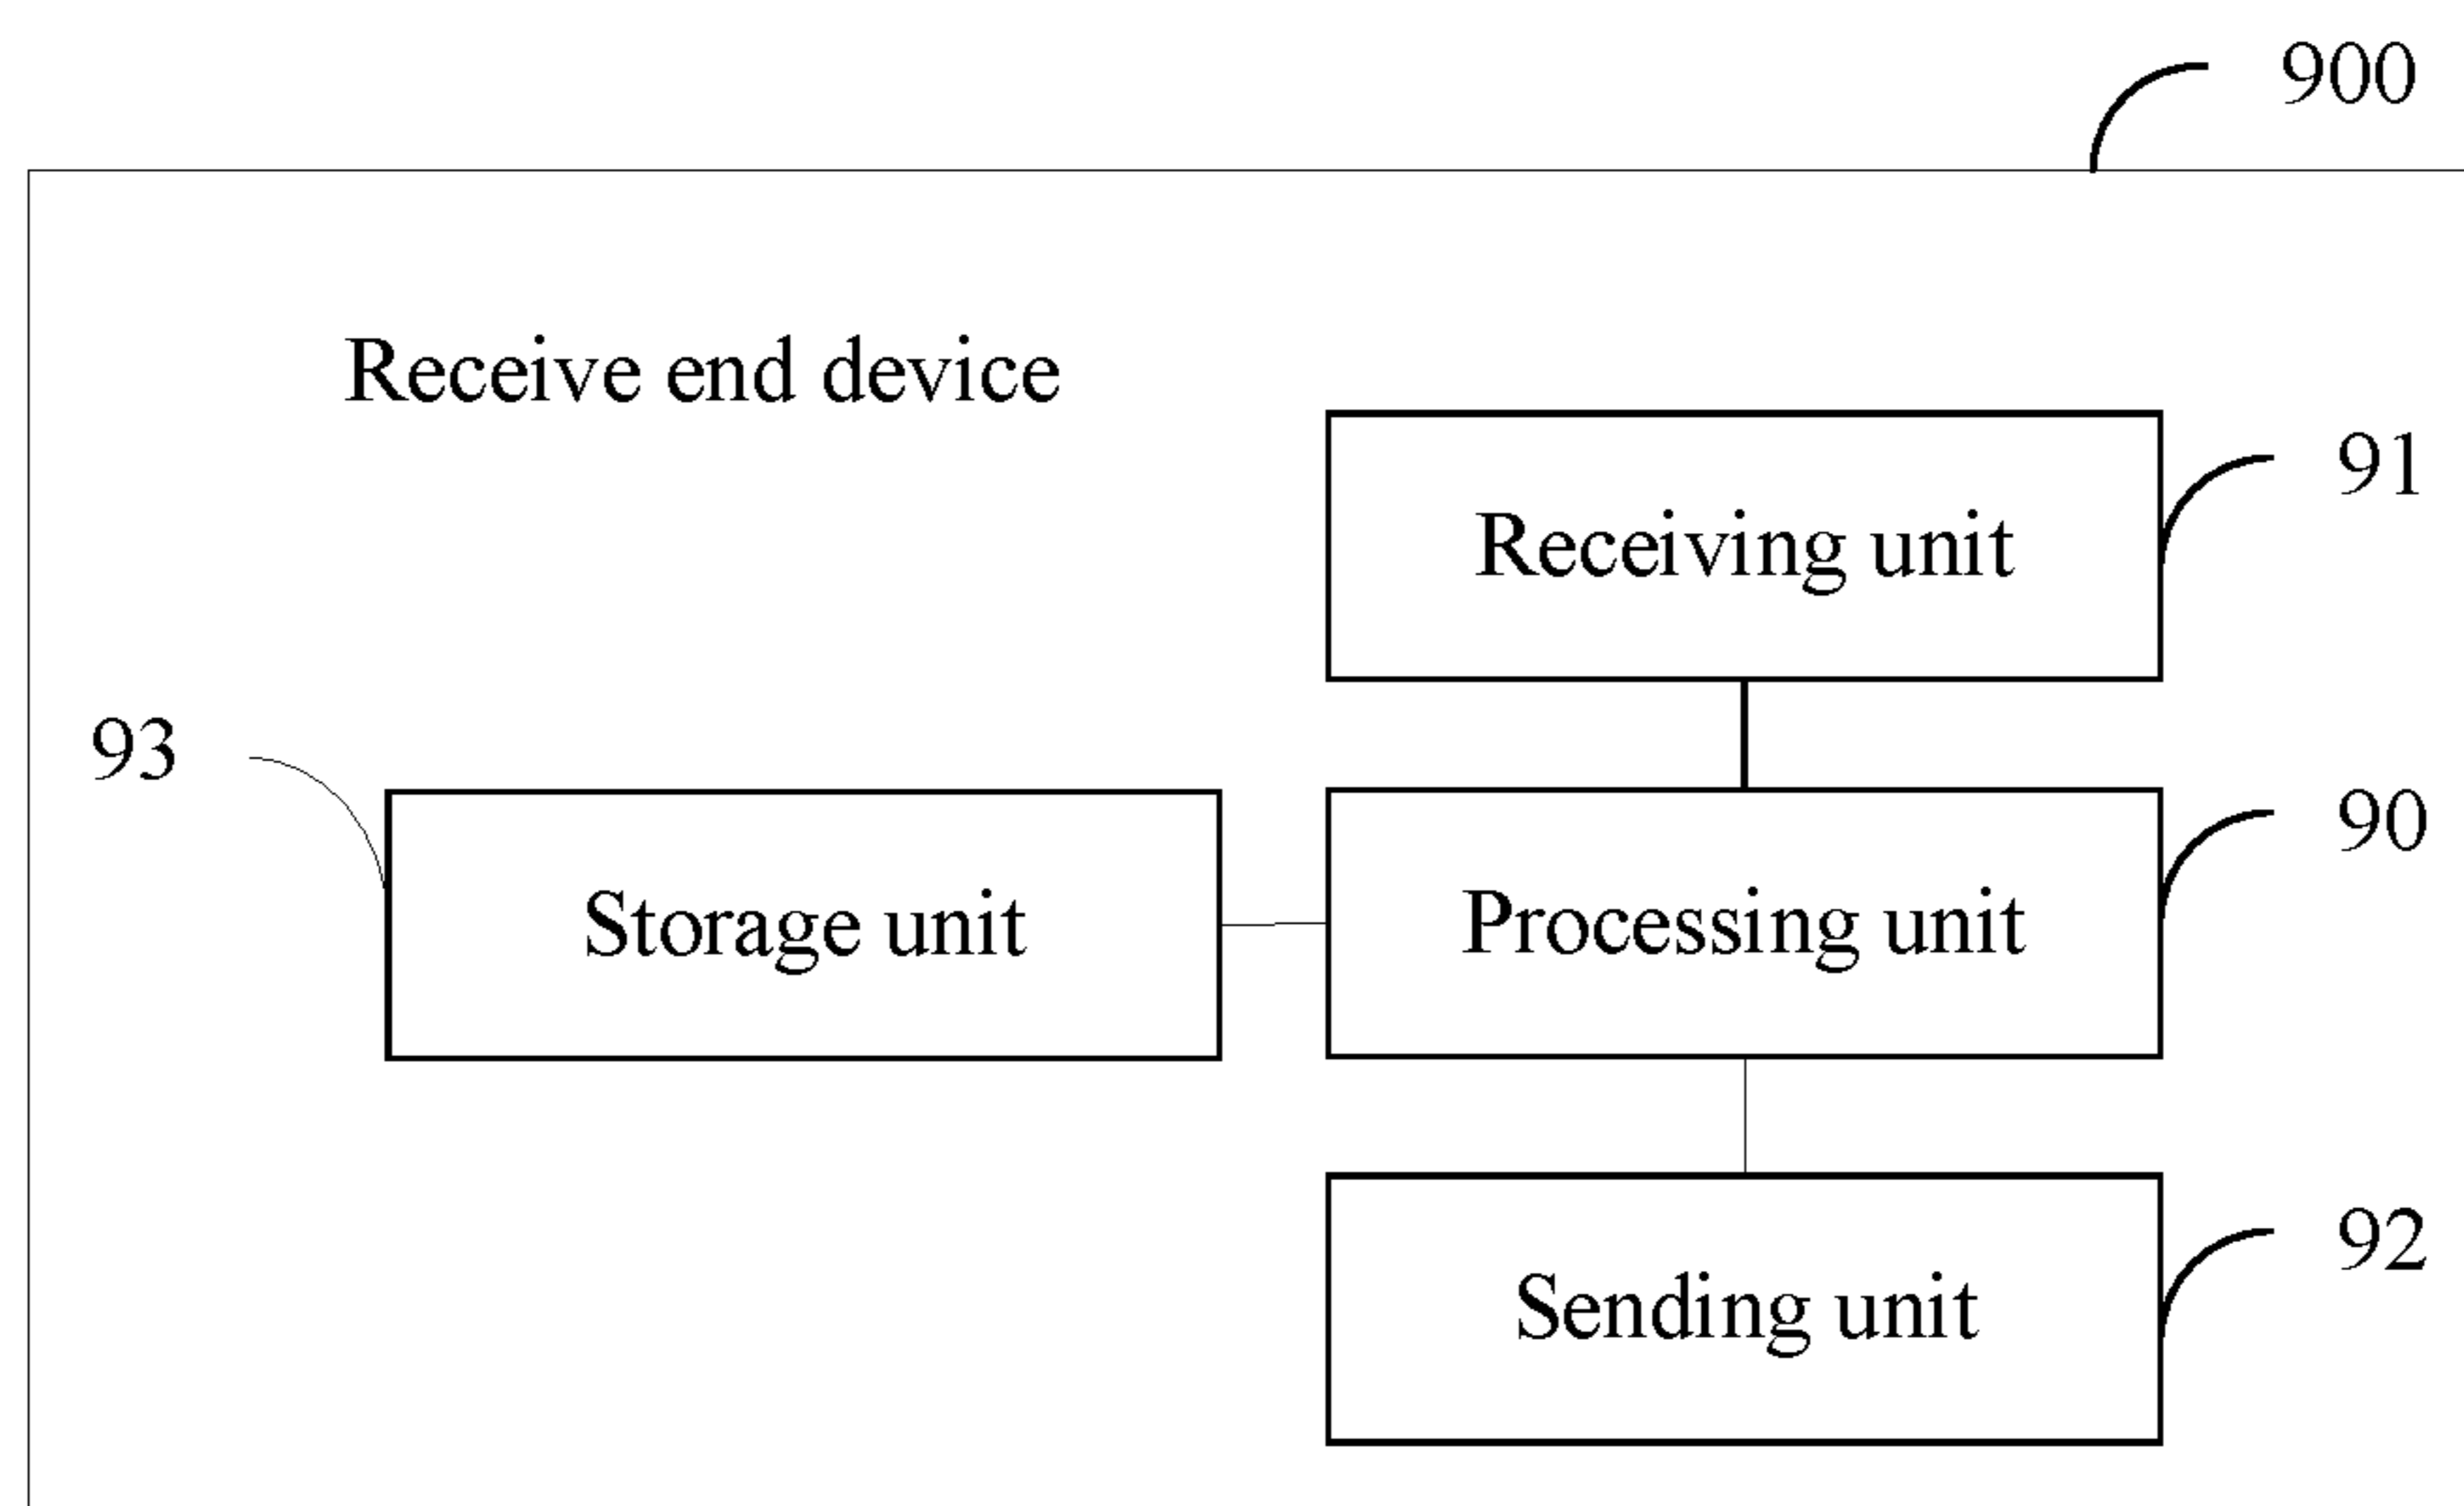 900
Receive end device
91
Receiving unit
93
90
Storage unit
Processing unit
92
Sending unit